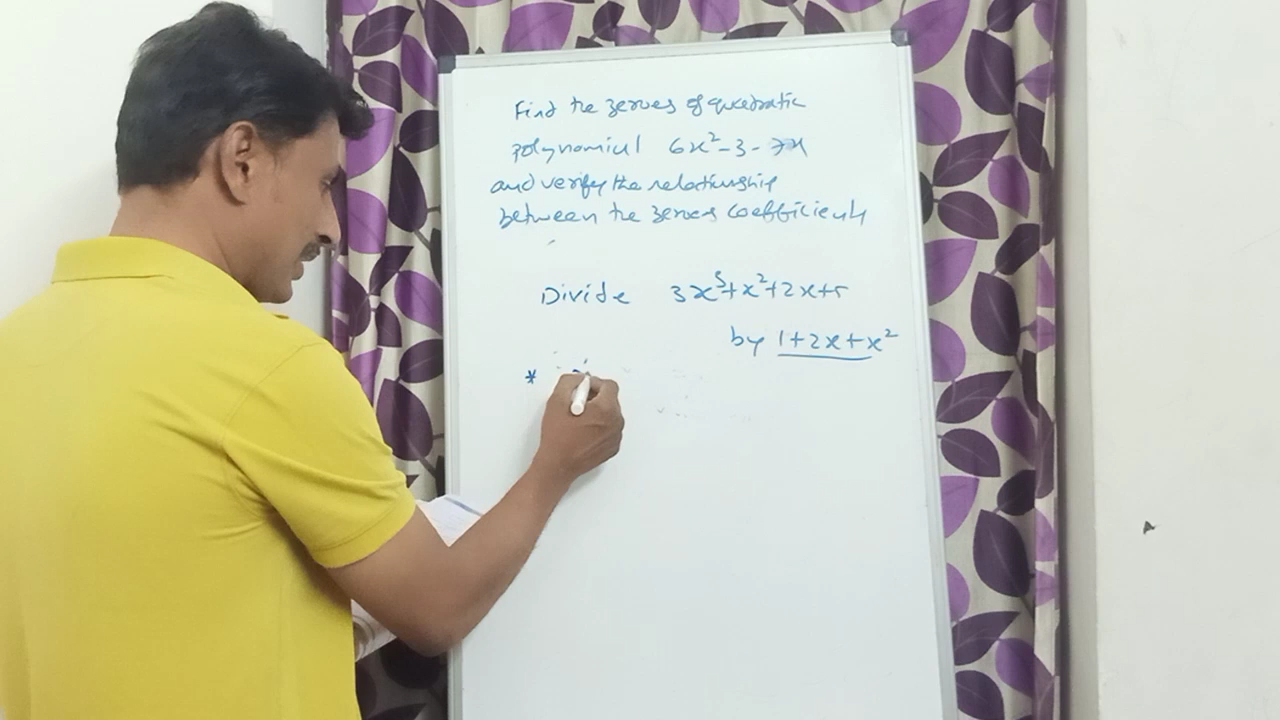 Find the zeroes of quadratic
polynomial 6x²-3-7x
and verify the relationship
between the zeroes coefficients
Divide 3x³+x²+2x+5
by 1+2x+x²
*